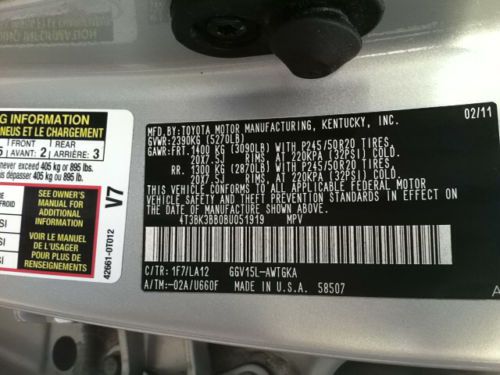 G INFORMATION
PNEUS ET LE CHARGEMENT
FRONT
AVANT: 2
REAR
ARRIÈRE: 3
never exceed 405 kg or 895 lbs.
dépasser 405 kg ou 895 lb.
SEE OWNER'S
MANUAL FOR
ADDITIONAL
INFORMATION
VOIR LE MANUEL
DE L'USAGER
POUR PLUS DE
RENSEIGNEMENTS
V7
42661-0T012
MFD. BY:TOYOTA MOTOR MANUFACTURING, KENTUCKY, INC.
02/11
GVWR:2390KG (5270LB)
GAWR:FRT.1400 KG (3090LB) WITH P245/50R20 TIRES,
20X7.5J RIMS, AT 220KPA (32PSI) COLD
RR. 1300 KG (2870LB) WITH P245/50R20 TIRES,
20X7.5J RIMS, AT 220KPA (32PSI) COLD
THIS VEHICLE CONFORMS TO ALL APPLICABLE FEDERAL MOTOR
VEHICLE SAFETY AND THEFT PREVENTION STANDARDS IN EFFECT ON
THE DATE OF MANUFACTURE SHOWN ABOVE.
4T3BK3BB0BU051919 MPV
C/TR: 1F7/LA12 GGV15L-AWTGKA
A/TM:-02A/U660F MADE IN U.S.A. 58507